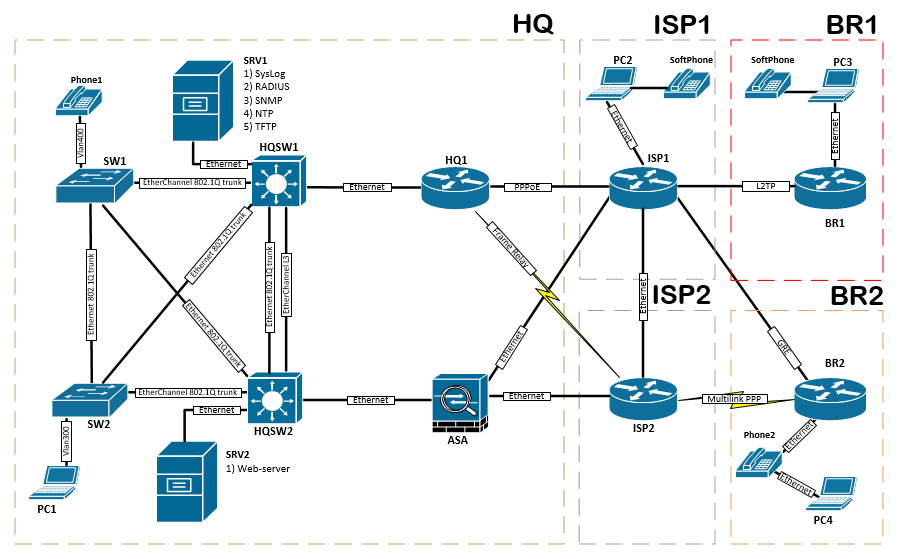 HQ
ISP1
BR1
SRV1
1) SysLog
2) RADIUS
3) SNMP
4) NTP
5) TFTP
Phone1
Vlan400
SW1
EtherChannel 802.1Q trunk
Ethernet
HQSW1
Ethernet
HQ1
PPPoE
PC2
SoftPhone
Ethernet
ISP1
L2TP
SoftPhone
PC3
Ethernet
BR1
Ethernet 802.1Q trunk
Ethernet 802.1Q trunk
Ethernet 802.1Q trunk
Ethernet 802.1Q trunk
EtherChannel L3
Frame Relay
Ethernet
Ethernet
GRE
ISP2
BR2
SW2
EtherChannel 802.1Q trunk
Ethernet
HQSW2
Ethernet
ASA
Ethernet
ISP2
Multilink PPP
BR2
Vlan300
PC1
SRV2
1) Web-server
Phone2
Ethernet
Ethernet
PC4